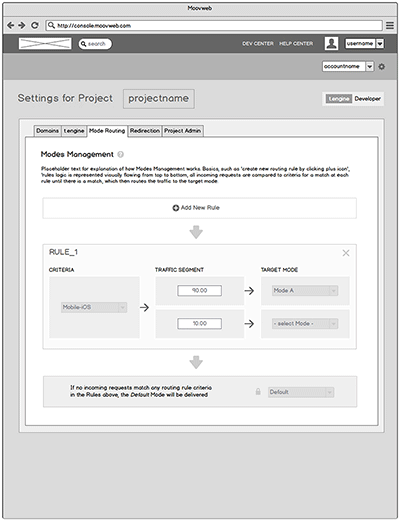 Moovweb
http://console.moovweb.com
search
DEV CENTER HELP CENTER
username
accountname
Settings for Project
projectname
t.engine Developer
Domains t.engine Mode Routing Redirection Project Admin
Modes Management ?
Placeholder text for explanation of how Modes Management works. Basics, such as 'create new routing rule by clicking plus icon',
'rules logic is represented visually flowing from top to bottom, all incoming requests are compared to criteria for a match at each
rule until there is a match, which then routes the traffic to the target mode.
Add New Rule
RULE_1
CRITERIA TRAFFIC SEGMENT TARGET MODE
Mobile-iOS
90.00
Mode A
10.00
- select Mode -
If no incoming requests match any routing rule criteria
in the Rules above, the Default Mode will be delivered
Default